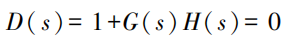 D(s) = 1+G(s)H(s) = 0